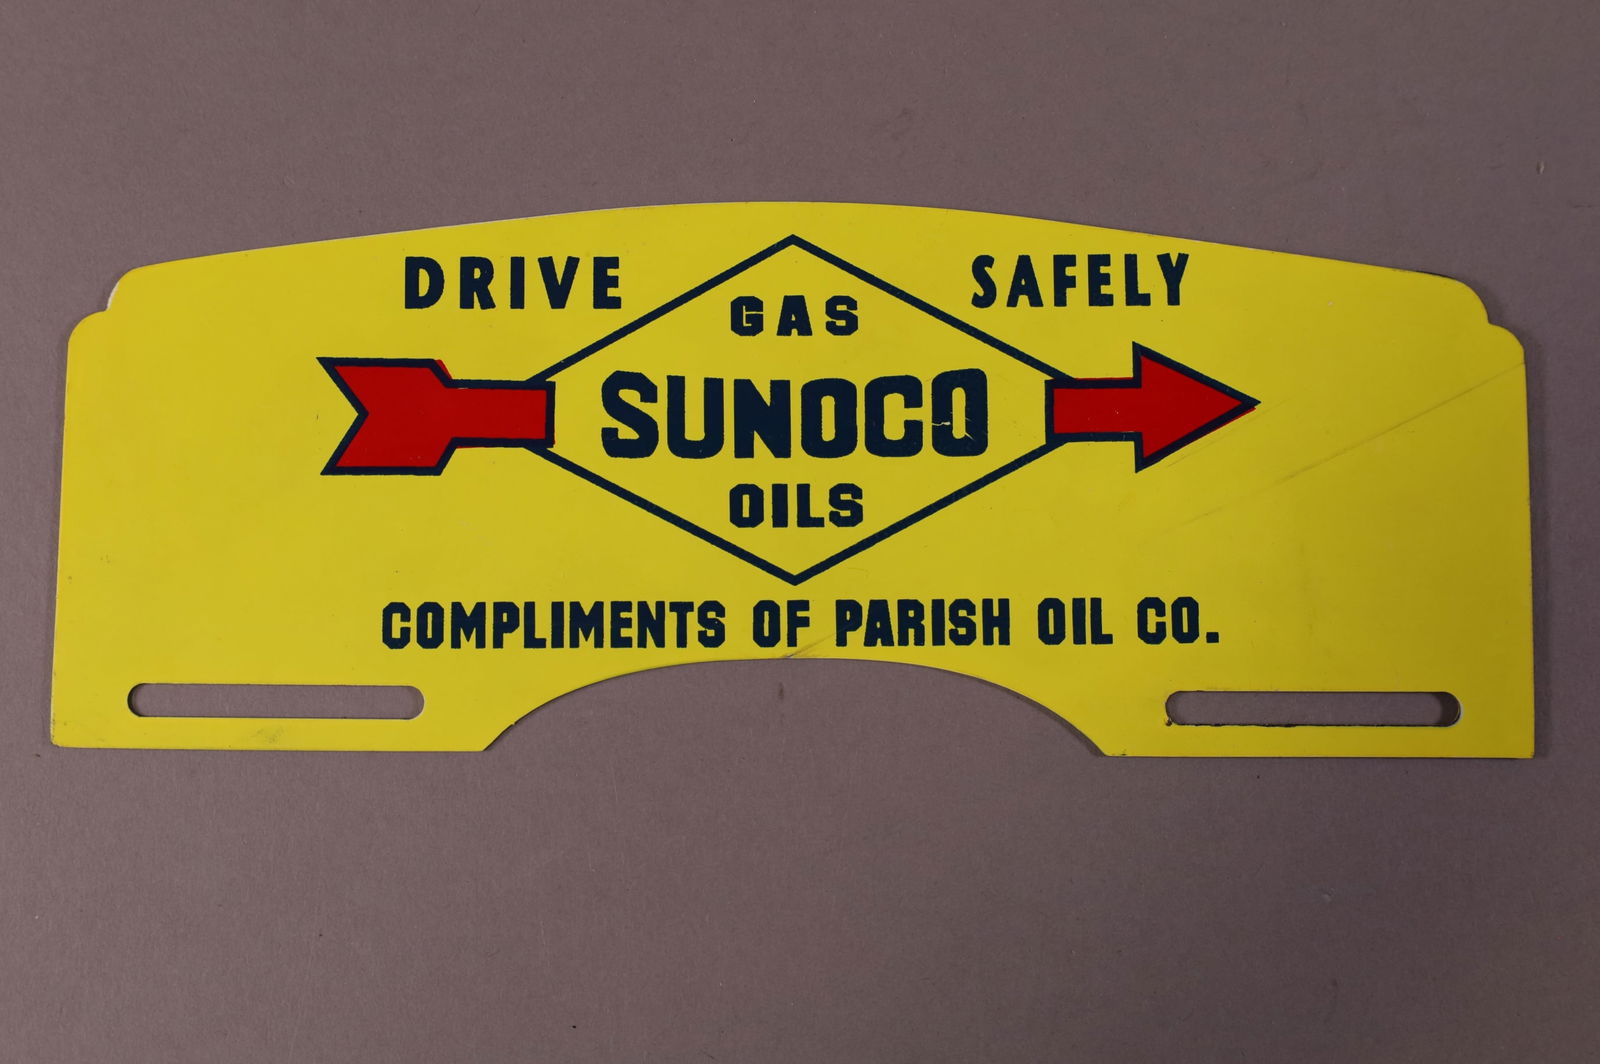 DRIVE SAFELY
GAS
SUNOCO
OILS
COMPLIMENTS OF PARISH OIL CO.